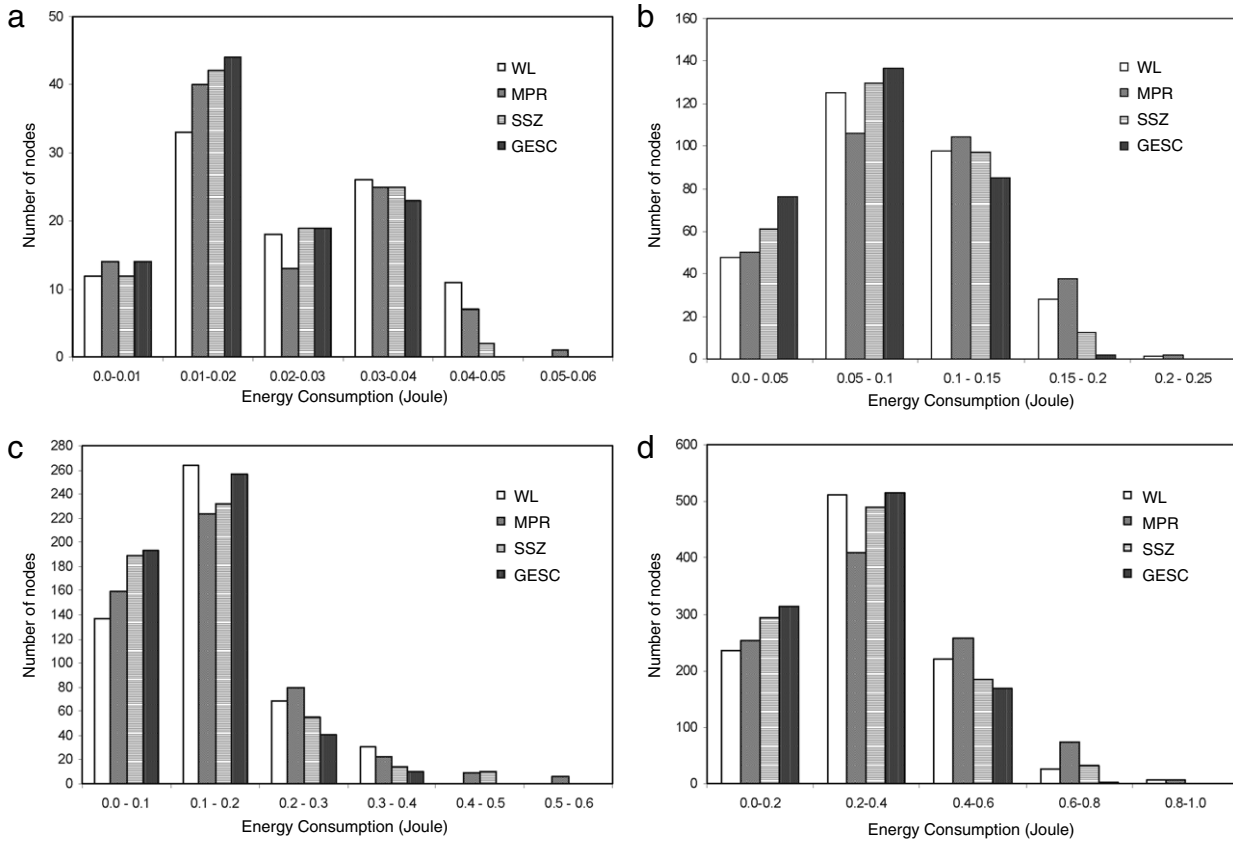 a
50
40
30
20
10
0
Number of nodes
WL
MPR
SSZ
GESC
0.0-0.01 0.01-0.02 0.02-0.03 0.03-0.04 0.04-0.05 0.05-0.06
Energy Consumption (Joule)
b
160
140
120
100
80
60
40
20
0
Number of nodes
WL
MPR
SSZ
GESC
0.0 - 0.05 0.05 - 0.1 0.1 - 0.15 0.15 - 0.2 0.2 - 0.25
Energy Consumption (Joule)
c
280
260
240
220
200
180
160
140
120
100
80
60
40
20
0
Number of nodes
WL
MPR
SSZ
GESC
0.0 - 0.1 0.1 - 0.2 0.2 - 0.3 0.3 - 0.4 0.4 - 0.5 0.5 - 0.6
Energy Consumption (Joule)
d
600
500
400
300
200
100
0
Number of nodes
WL
MPR
SSZ
GESC
0.0-0.2 0.2-0.4 0.4-0.6 0.6-0.8 0.8-1.0
Energy Consumption (Joule)